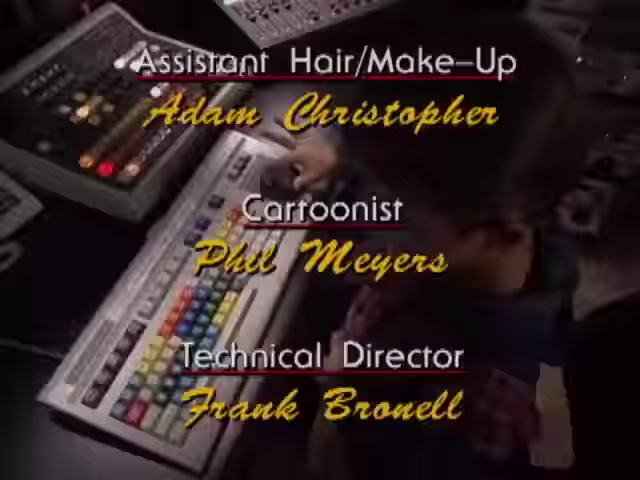 Assistant Hair/Make-Up
Adam Christopher
Cartoonist
Phil Meyers
Technical Director
Frank Bronell